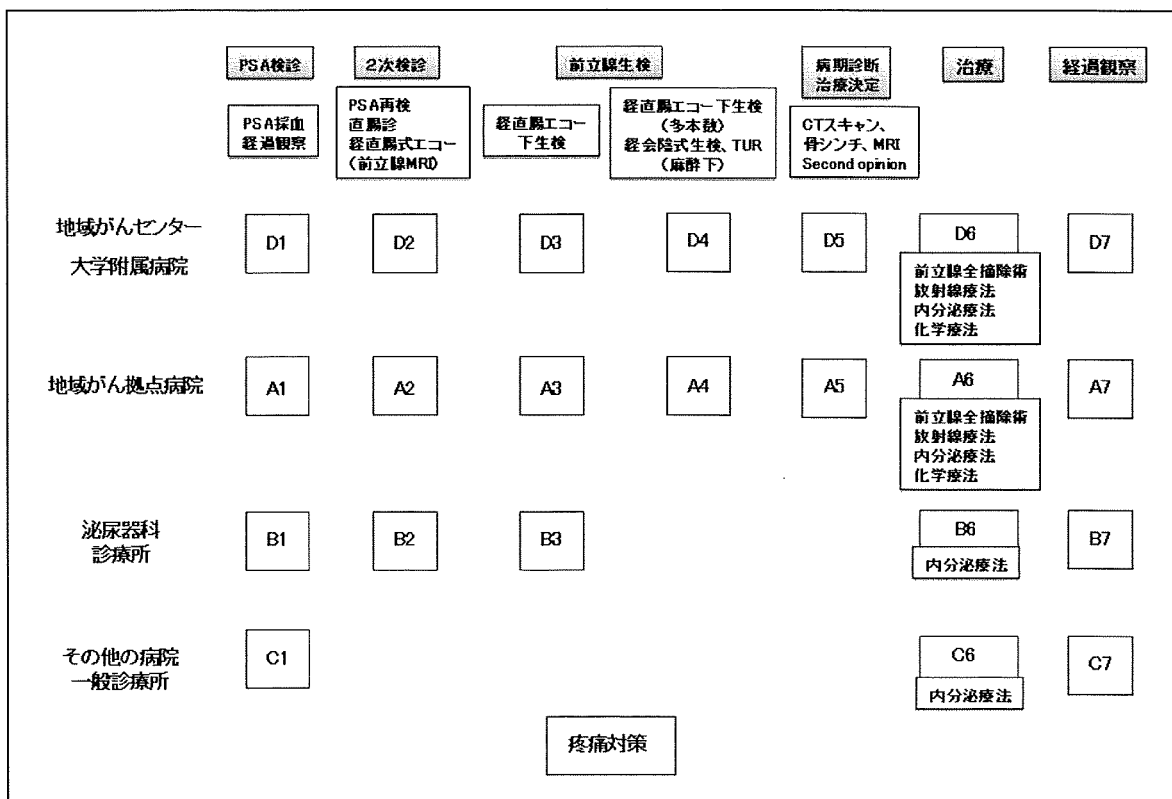 PSA検診
2次検診
前立腺生検
病期診断
治療決定
治療
経過観察
PSA採血
経過観察
PSA再検
直腸診
経直腸式エコー
(前立腺MRI)
経直腸エコー
下生検
経直腸エコー下生検
(多本数)
経会陰式生検、TUR
(麻酔下)
CTスキャン、
骨シンチ、MRI
Second opinion
地域がんセンター
大学附属病院
D1
D2
D3
D4
D5
D6
D7
前立腺全摘除術
放射線療法
内分泌療法
化学療法
地域がん拠点病院
A1
A2
A3
A4
A5
A6
A7
前立腺全摘除術
放射線療法
内分泌療法
化学療法
泌尿器科
診療所
B1
B2
B3
B6
B7
内分泌療法
その他の病院
一般診療所
C1
C6
C7
内分泌療法
疼痛対策